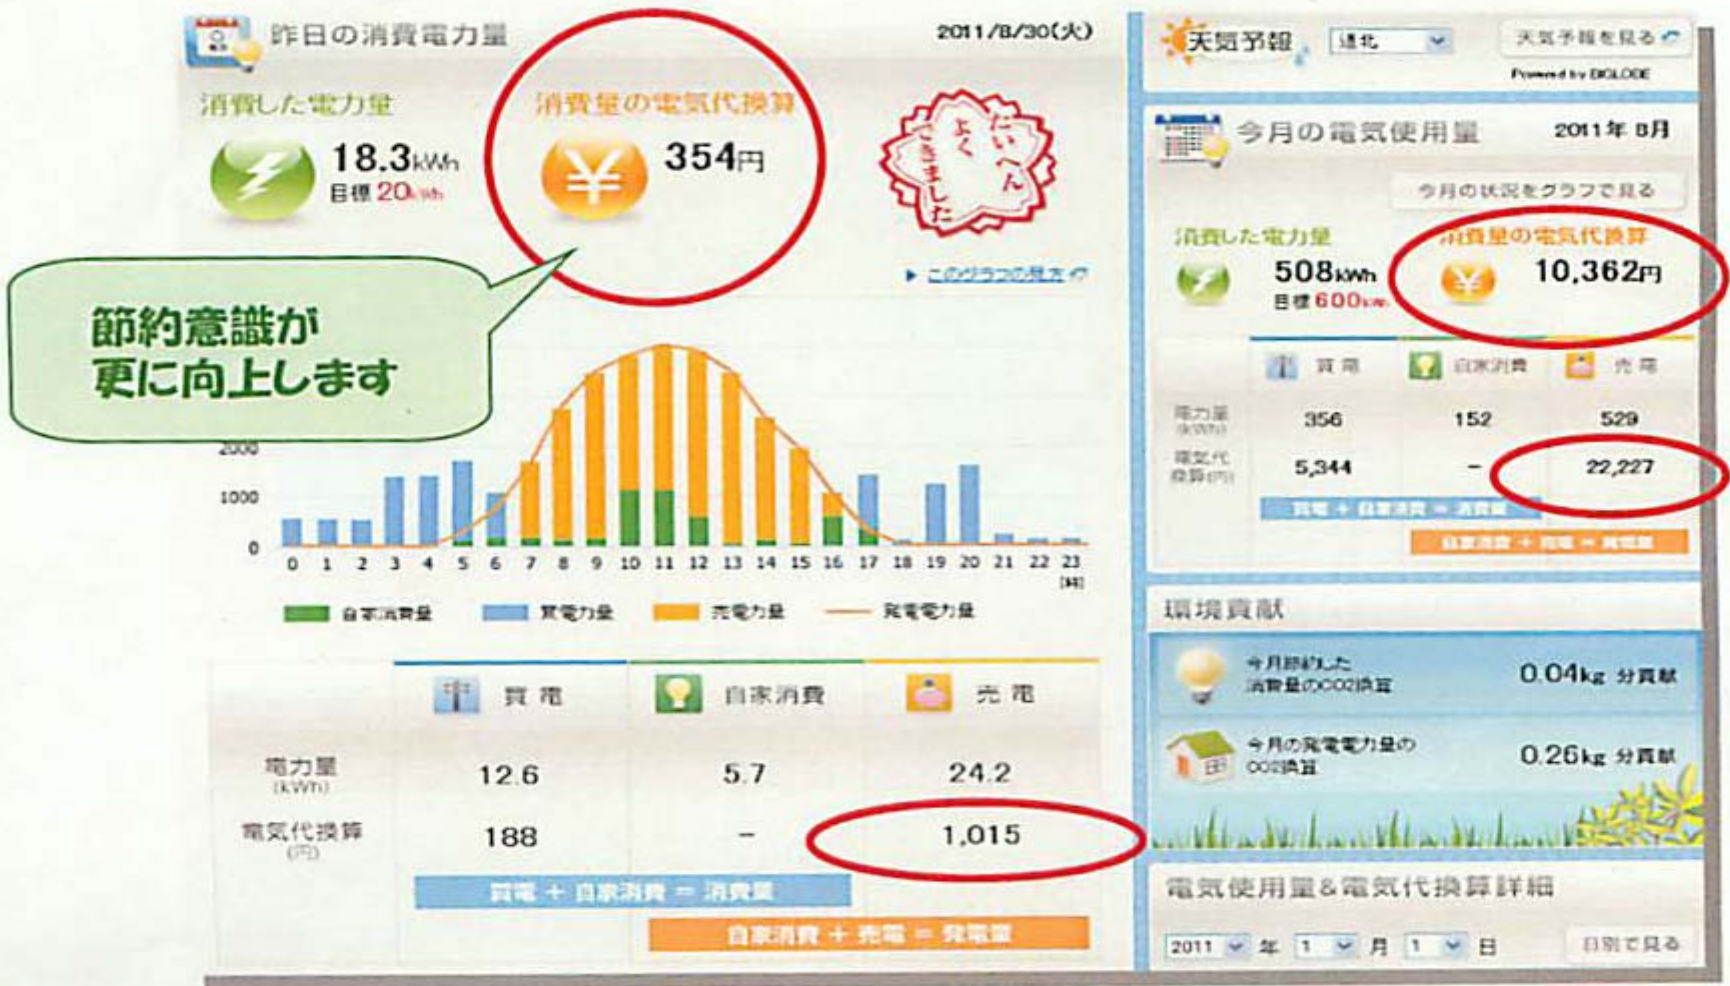 昨日の消費電力量
2011/8/30(火)
消費した電力量
18.3kWh
目標 20kWh
消費量の電気代換算
354円
たいへん
よく
できました
このグラフの見方
節約意識が
更に向上します
2000
1000
0
0 1 2 3 4 5 6 7 8 9 10 11 12 13 14 15 16 17 18 19 20 21 22 23
[時]
自家消費量 買電力量 売電力量 発電電力量
買電 自家消費 売電
電力量 12.6 5.7 24.2
(kWh)
電気代換算 188 - 1,015
(円)
買電 + 自家消費 = 消費量
自家消費 + 売電 = 発電量
天気予報 道北 天気予報を見る
Powered by BIGLOBE
今月の電気使用量 2011年 8月
今月の状況をグラフで見る
消費した電力量
508kWh
目標 600kWh
消費量の電気代換算
10,362円
買電 自家消費 売電
電力量 356 152 529
(kWh)
電気代 5,344 - 22,227
換算(円)
買電 + 自家消費 = 消費量
自家消費 + 売電 = 発電量
環境貢献
今月節約した
消費量のCO2換算
0.04kg 分貢献
今月の発電電力量の
CO2換算
0.26kg 分貢献
電気使用量&電気代換算詳細
2011 年 1 月 1 日 日別で見る